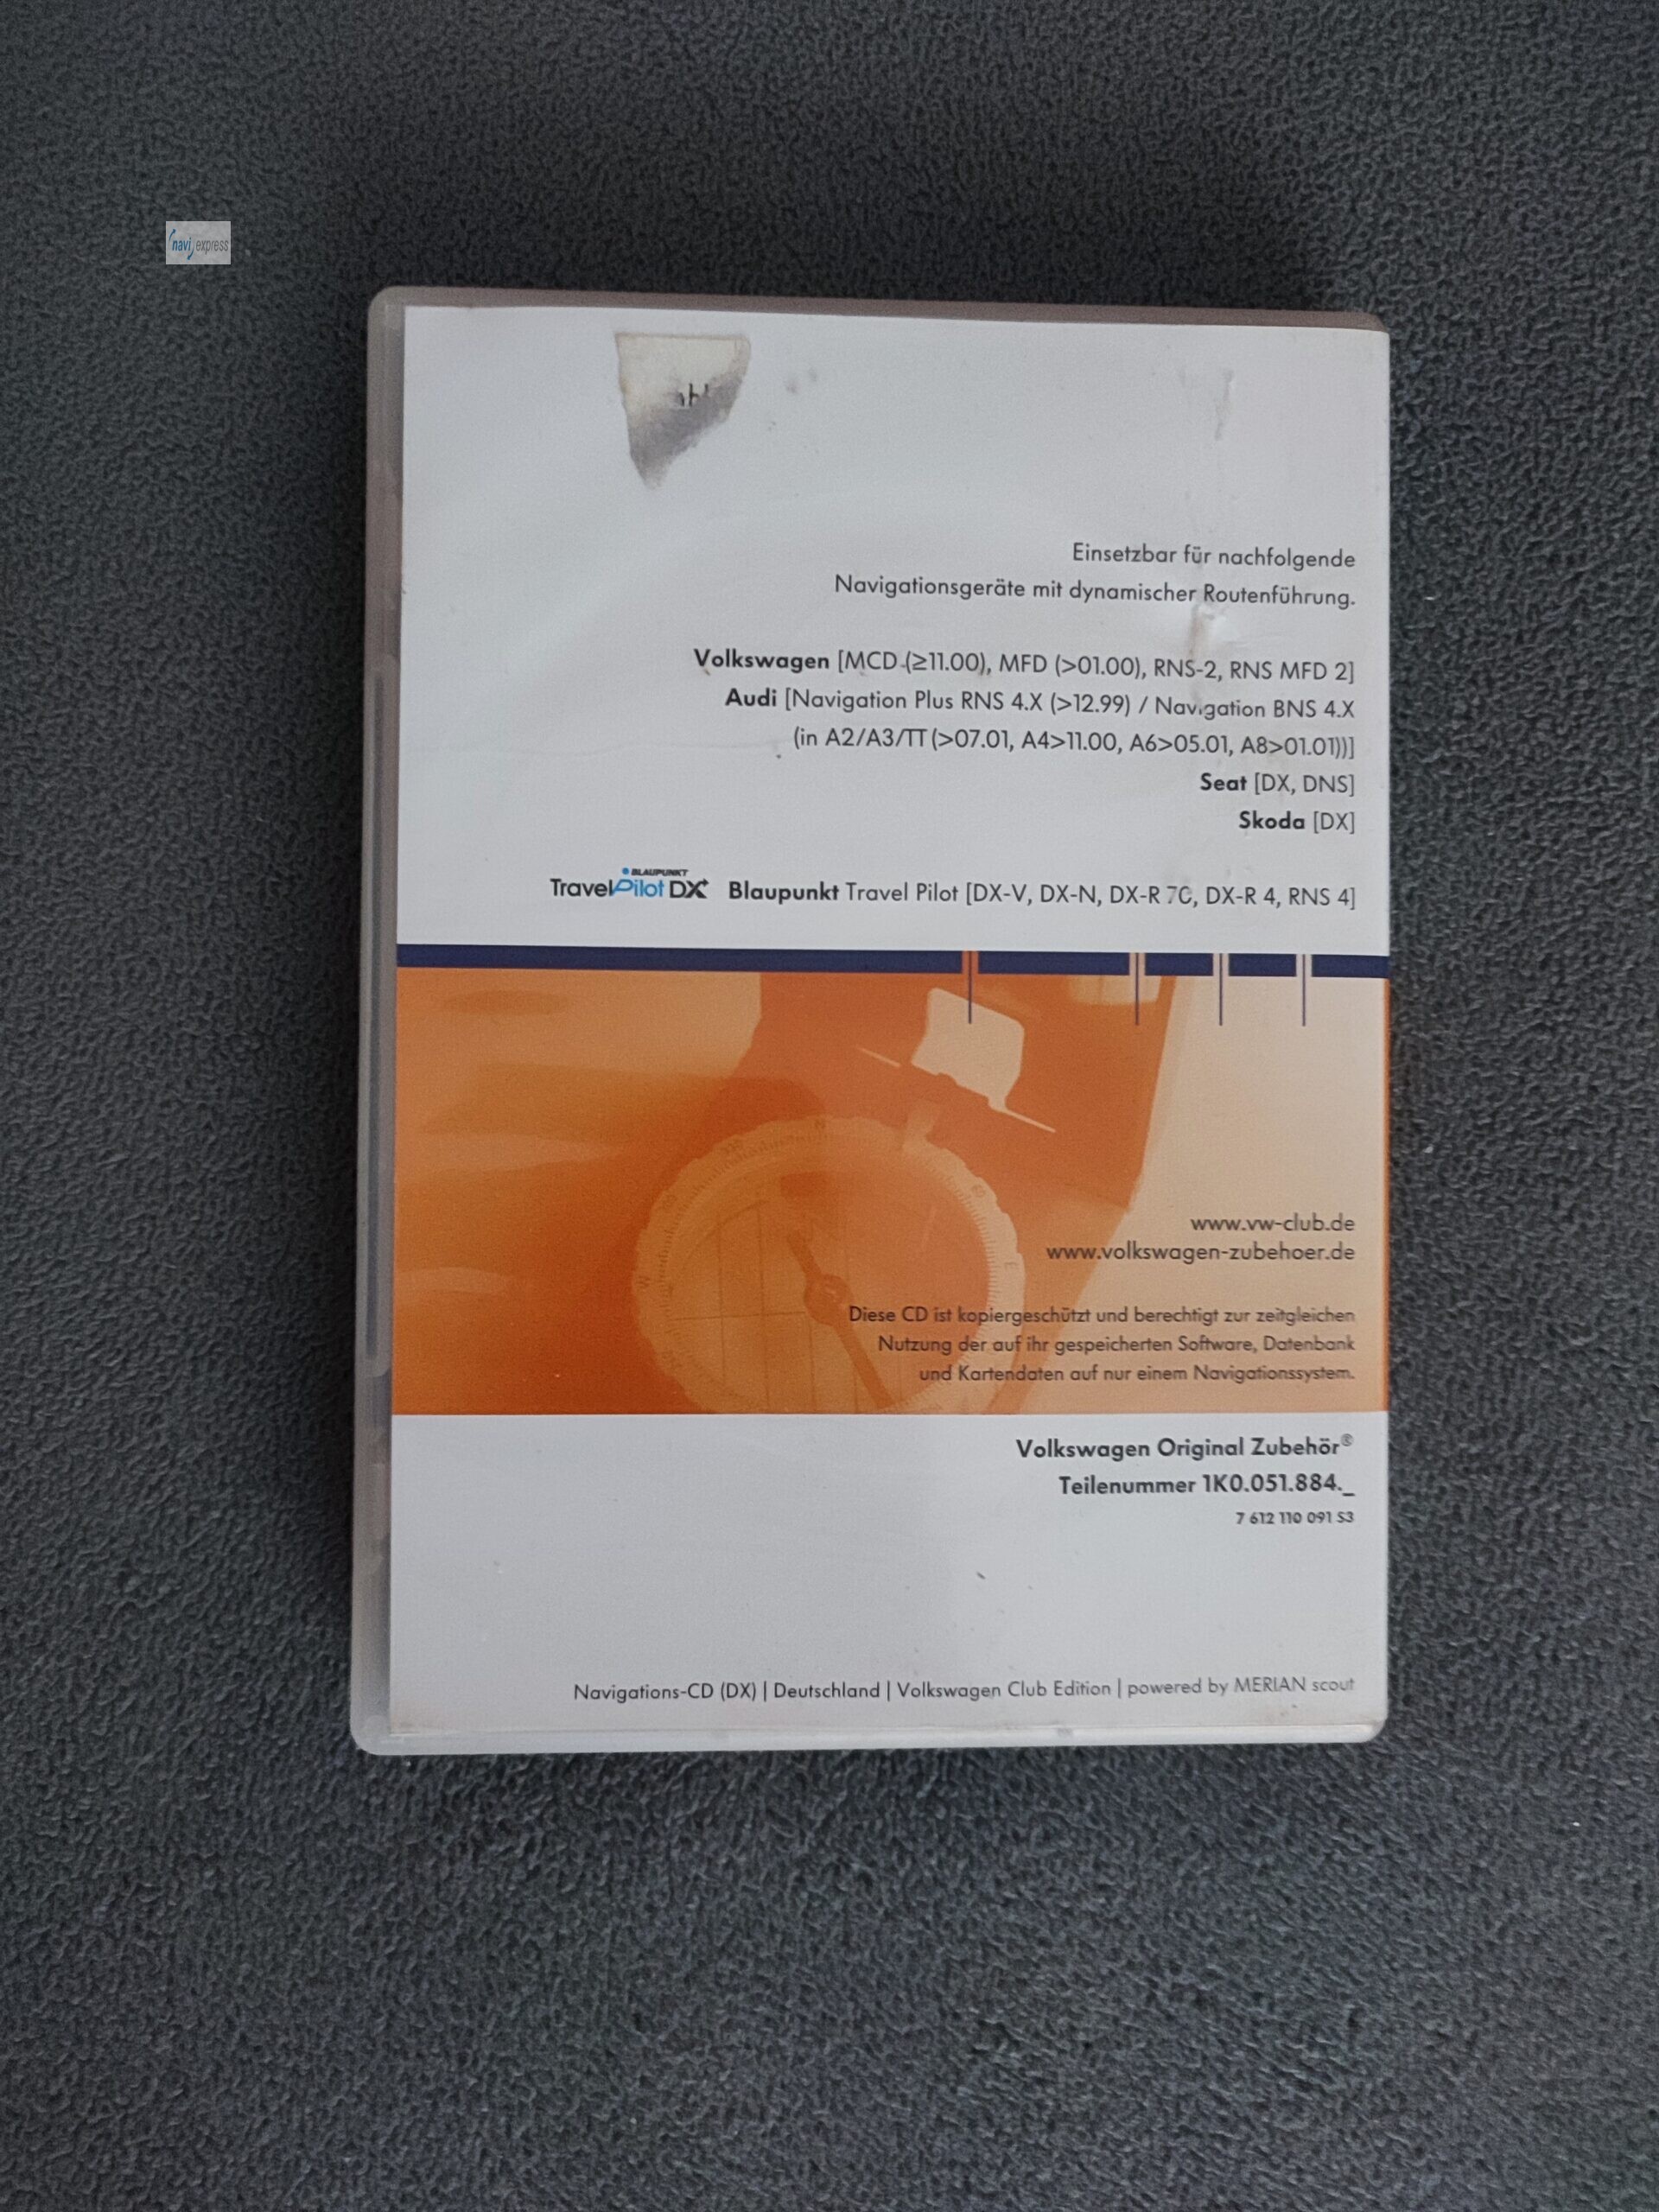 navi express
Einsetzbar für nachfolgende
Navigationsgeräte mit dynamischer Routenführung.
Volkswagen [MCD (≥11.00), MFD (>01.00), RNS-2, RNS MFD 2]
Audi [Navigation Plus RNS 4.X (>12.99) / Navigation BNS 4.X
(in A2/A3/TT (>07.01, A4>11.00, A6>05.01, A8>01.01))]
Seat [DX, DNS]
Skoda [DX]
BLAUPUNKT
TravelPilot DX Blaupunkt Travel Pilot [DX-V, DX-N, DX-R 70, DX-R 4, RNS 4]
www.vw-club.de
www.volkswagen-zubehoer.de
Diese CD ist kopiergeschützt und berechtigt zur zeitgleichen
Nutzung der auf ihr gespeicherten Software, Datenbank
und Kartendaten auf nur einem Navigationssystem.
Volkswagen Original Zubehör®
Teilenummer 1K0.051.884._
7 612 110 091 S3
Navigations-CD (DX) | Deutschland | Volkswagen Club Edition | powered by MERIAN scout